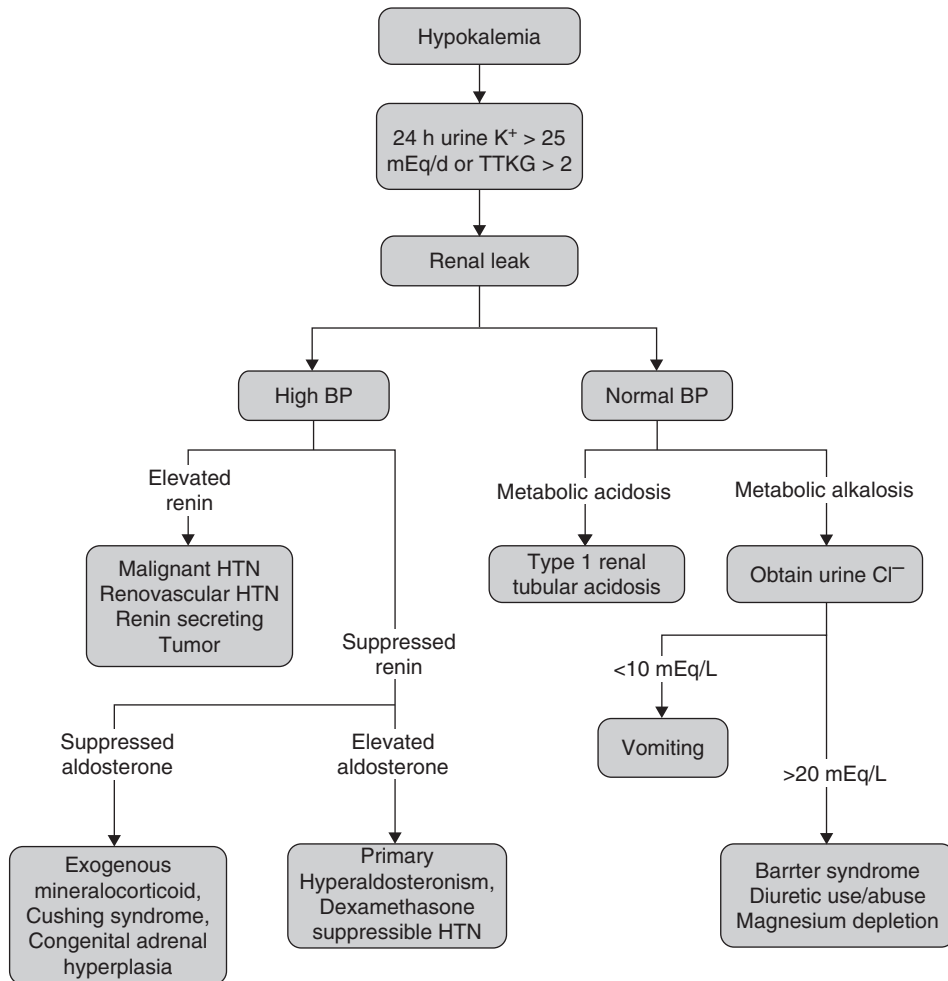 Hypokalemia
24 h urine K⁺ > 25
mEq/d or TTKG > 2
Renal leak
High BP
Normal BP
Elevated
renin
Metabolic acidosis
Metabolic alkalosis
Malignant HTN
Renovascular HTN
Renin secreting
Tumor
Type 1 renal
tubular acidosis
Obtain urine Cl⁻
Suppressed
renin
<10 mEq/L
Vomiting
Suppressed
aldosterone
Elevated
aldosterone
>20 mEq/L
Exogenous
mineralocorticoid,
Cushing syndrome,
Congenital adrenal
hyperplasia
Primary
Hyperaldosteronism,
Dexamethasone
suppressible HTN
Barrter syndrome
Diuretic use/abuse
Magnesium depletion